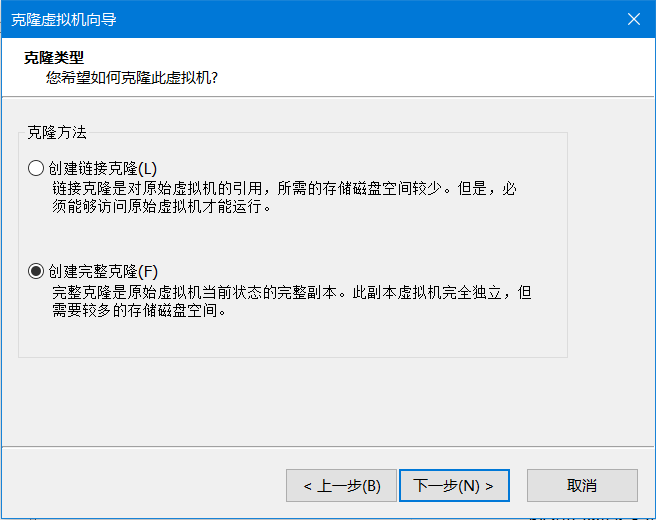 克隆虚拟机向导
克隆类型
您希望如何克隆此虚拟机?
克隆方法
创建链接克隆(L)
链接克隆是对原始虚拟机的引用，所需的存储磁盘空间较少。但是，必
须能够访问原始虚拟机才能运行。
创建完整克隆(F)
完整克隆是原始虚拟机当前状态的完整副本。此副本虚拟机完全独立，但
需要较多的存储磁盘空间。
< 上一步(B)
下一步(N) >
取消